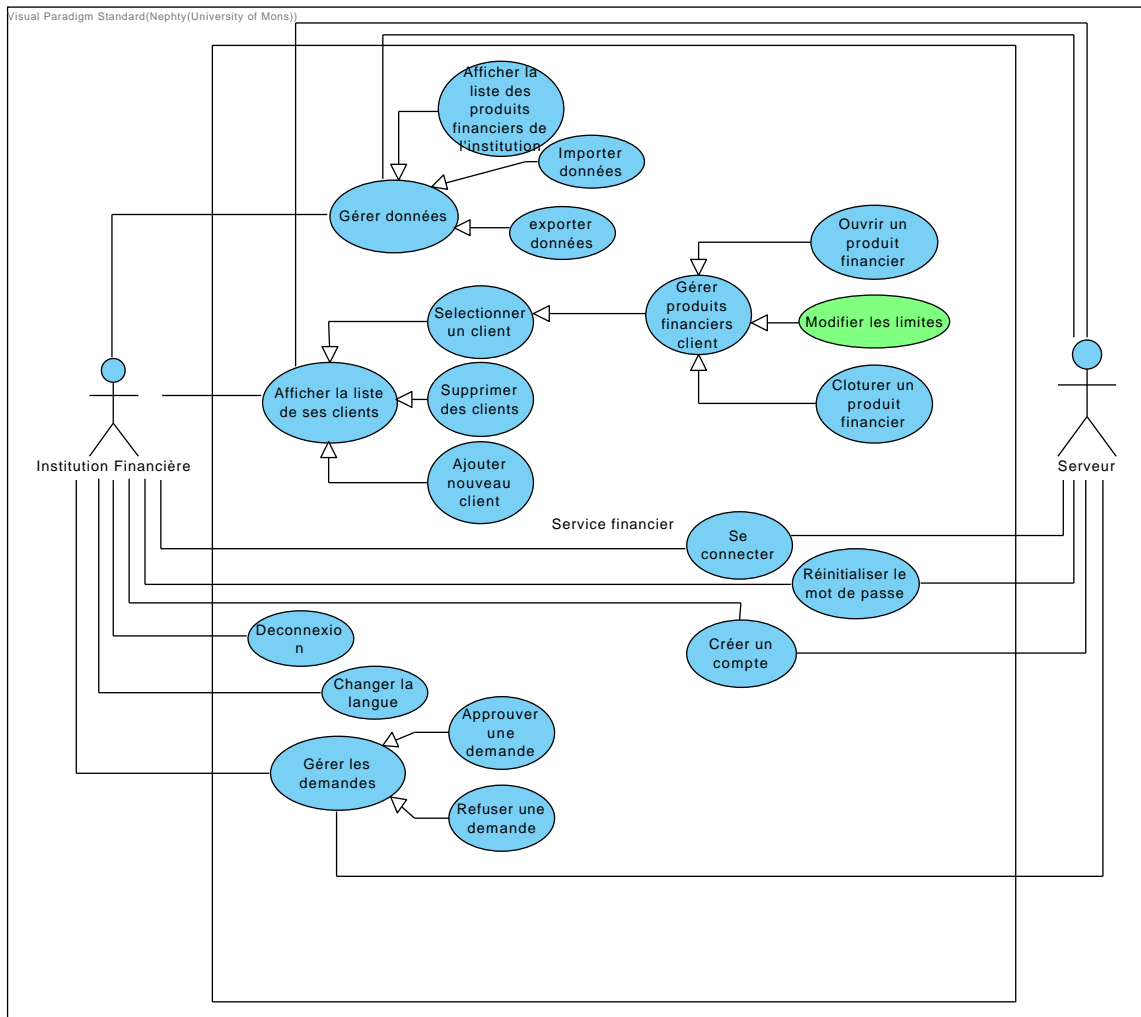 Visual Paradigm Standard(Nephty(University of Mons))
Afficher la
liste des
produits
financiers de
l'institution
Importer
données
Gérer données
exporter
données
Ouvrir un
produit
financier
Gérer
produits
financiers
client
Modifier les limites
Selectionner
un client
Afficher la liste
de ses clients
Supprimer
des clients
Cloturer un
produit
financier
Ajouter
nouveau
client
Institution Financière
Serveur
Service financier
Se
connecter
Réinitialiser le
mot de passe
Deconnexio
n
Créer un
compte
Changer la
langue
Approuver
une
demande
Gérer les
demandes
Refuser une
demande